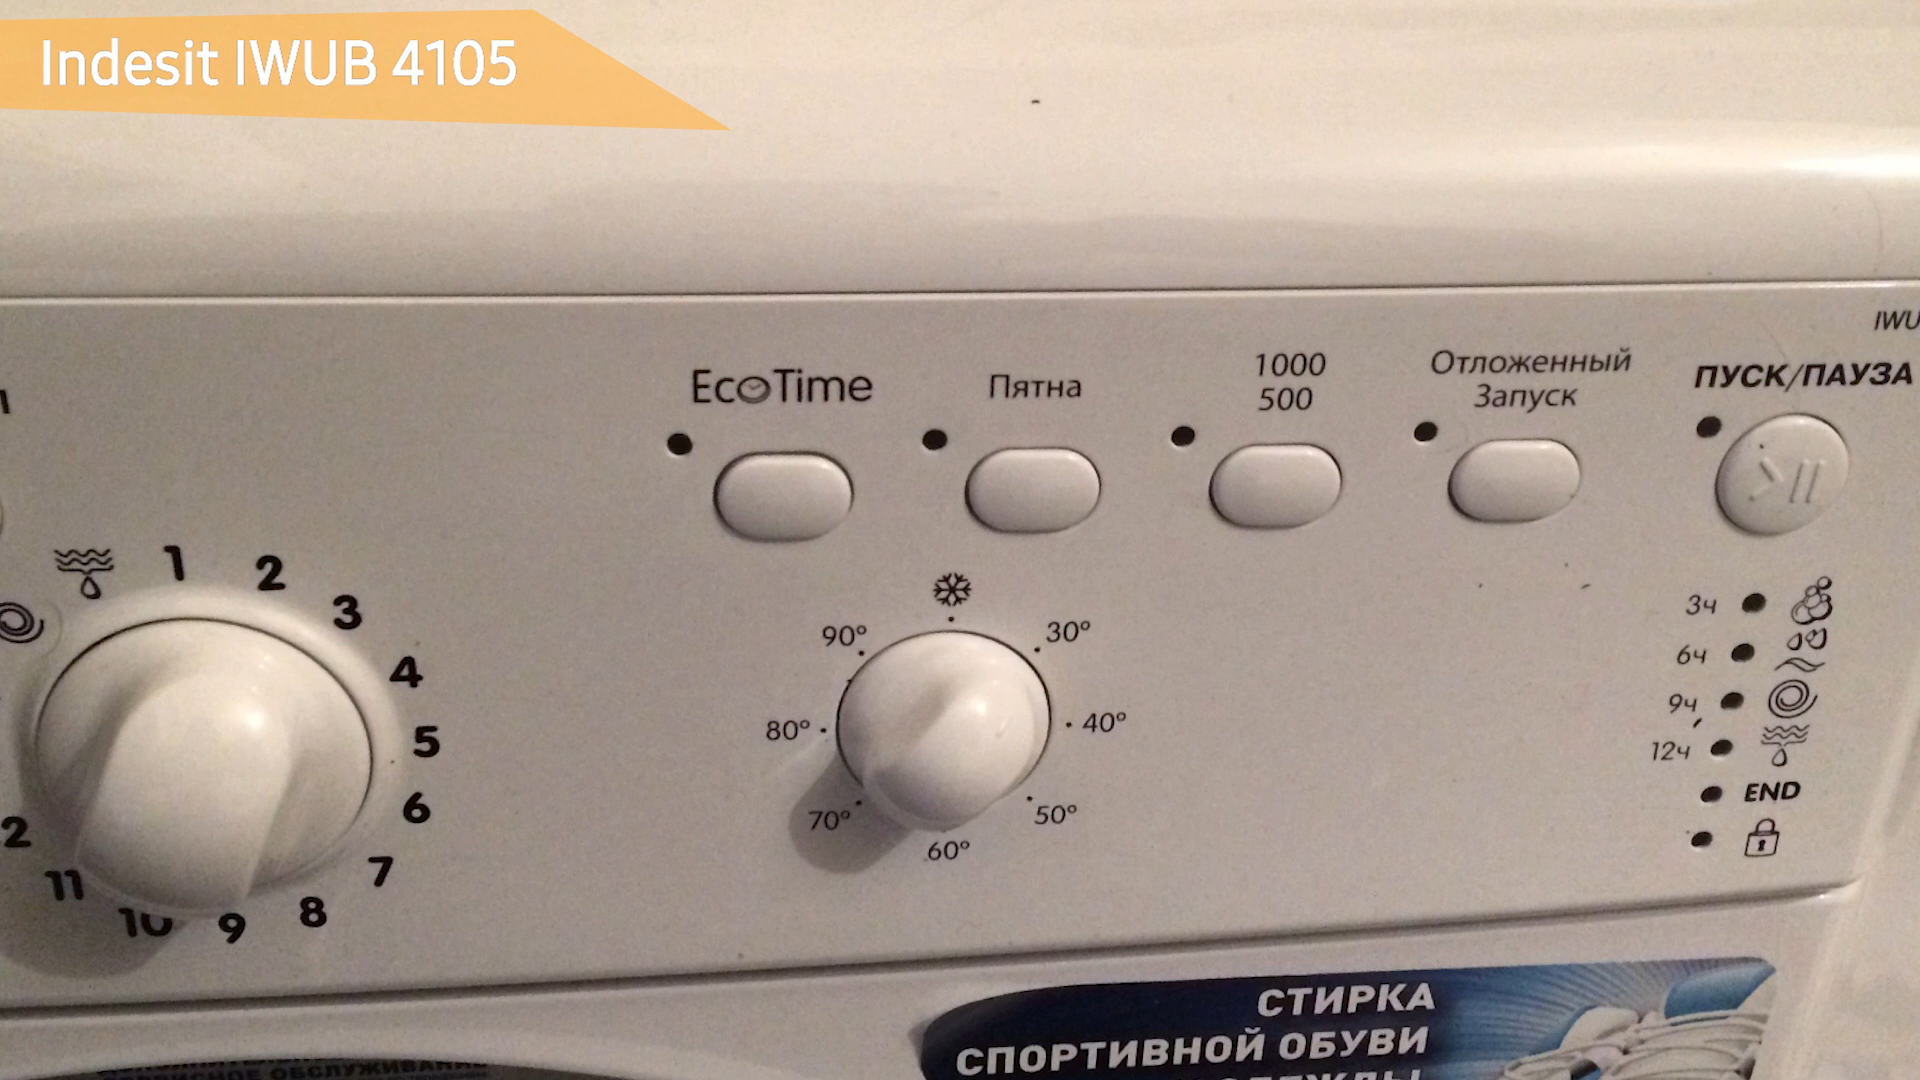 Indesit IWUB 4105
IWU
EcoTime
Пятна
1000
500
Отложенный
Запуск
ПУСК/ПАУЗА
1
2
3
4
5
6
7
8
9
10
11
2
90°
30°
80°
40°
70°
50°
60°
3ч
6ч
9ч
12ч
END
СТИРКА
СПОРТИВНОЙ ОБУВИ
ОБСЛУЖИВАНИЕ